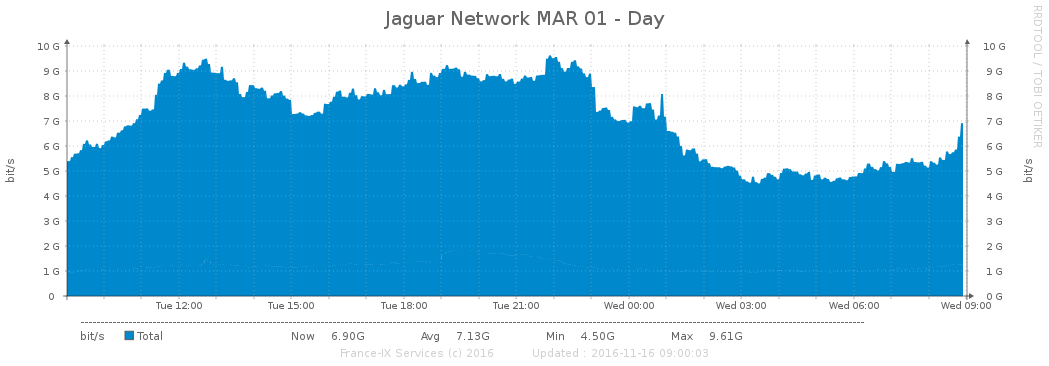 Jaguar Network MAR 01 - Day
RRDTOOL / TOBI OETIKER
10 G 10 G
9 G 9 G
8 G 8 G
7 G 7 G
6 G 6 G
5 G 5 G
4 G 4 G
3 G 3 G
2 G 2 G
1 G 1 G
0 0 G
bit/s
bit/s
Tue 12:00 Tue 15:00 Tue 18:00 Tue 21:00 Wed 00:00 Wed 03:00 Wed 06:00 Wed 09:00
bit/s Total Now 6.90G Avg 7.13G Min 4.50G Max 9.61G
France-IX Services (c) 2016 Updated : 2016-11-16 09:00:03